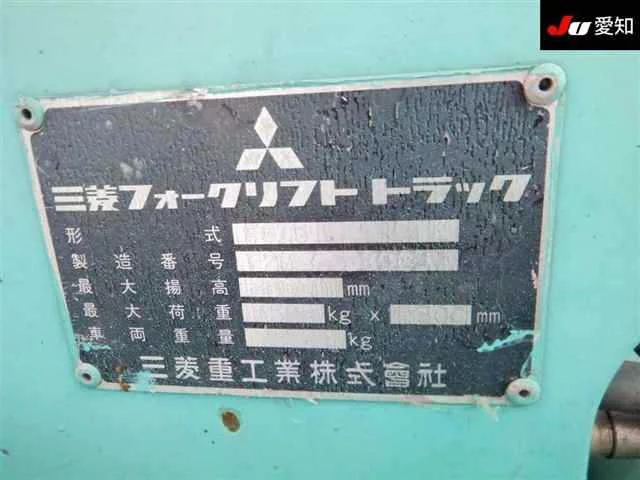 JU愛知
三菱フォークリフト トラック
形式
製造番号
最大揚高 mm
最大荷重 kg x mm
車両重量 kg
三菱重工業株式會社